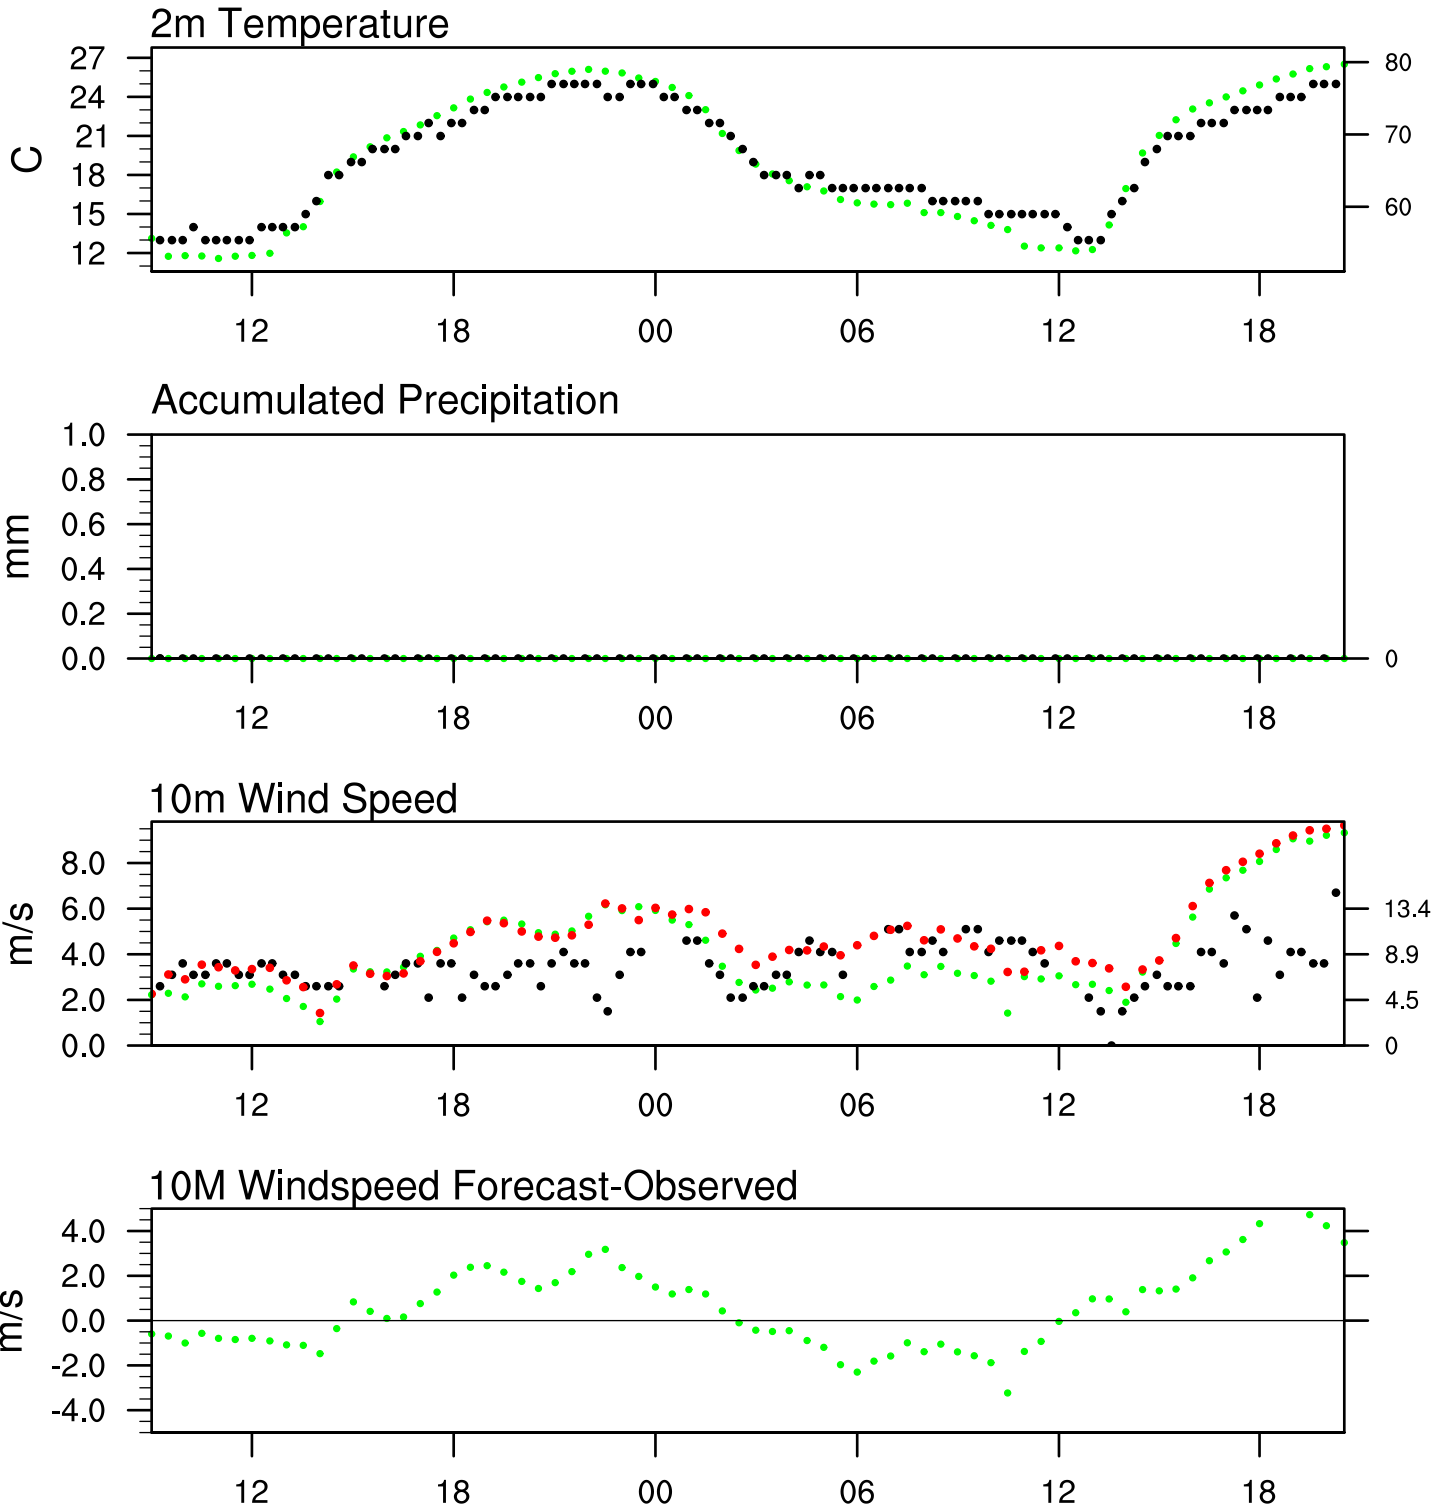 2m Temperature
27
24
21
18
15
12
C
80
70
60
12 18 00 06 12 18
Accumulated Precipitation
1.0
0.8
0.6
0.4
0.2
0.0
mm
0
12 18 00 06 12 18
10m Wind Speed
8.0
6.0
4.0
2.0
0.0
m/s
13.4
8.9
4.5
0
12 18 00 06 12 18
10M Windspeed Forecast-Observed
4.0
2.0
0.0
-2.0
-4.0
m/s
12 18 00 06 12 18